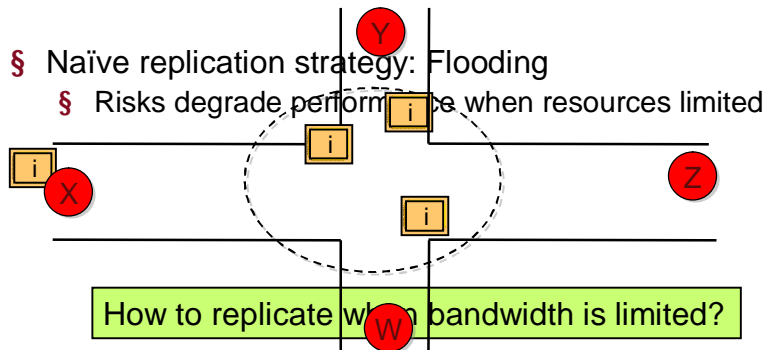 Y
§ Naïve replication strategy: Flooding
§ Risks degrade performance when resources limited
i
i
i
X
Z
i
How to replicate when bandwidth is limited?
W